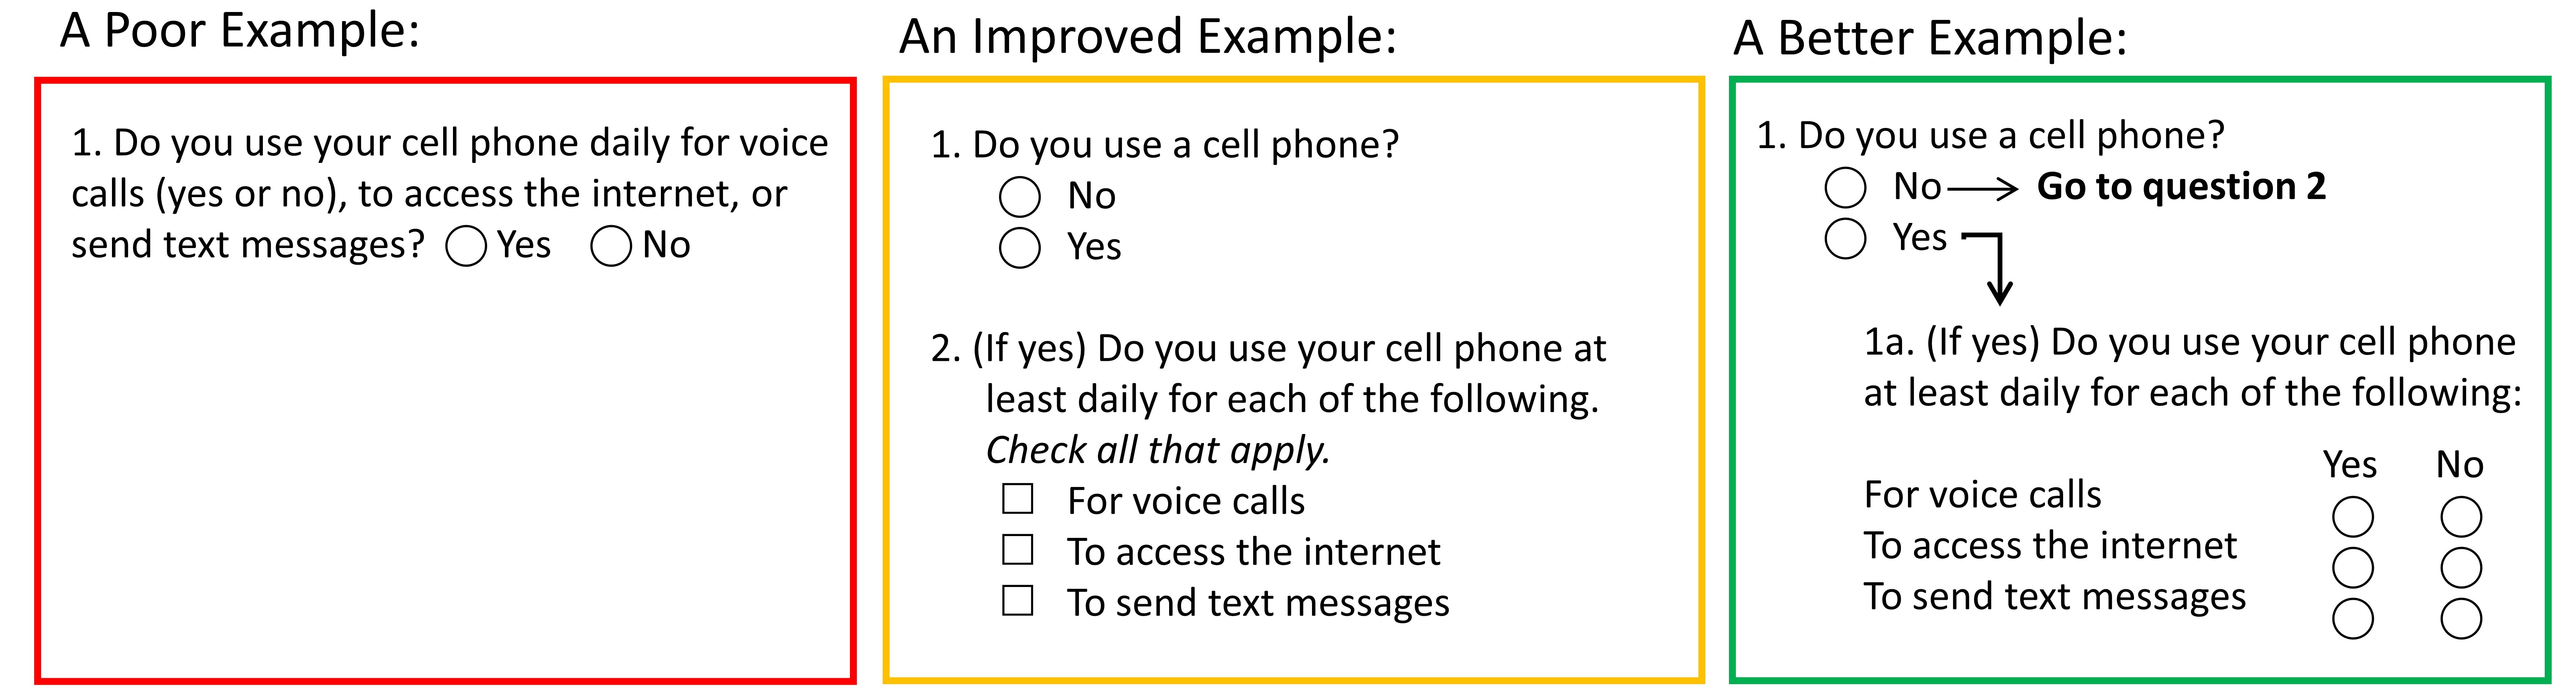 A Poor Example:
1. Do you use your cell phone daily for voice
calls (yes or no), to access the internet, or
send text messages? Yes No
An Improved Example:
1. Do you use a cell phone?
No
Yes
2. (If yes) Do you use your cell phone at
least daily for each of the following.
Check all that apply.
For voice calls
To access the internet
To send text messages
A Better Example:
1. Do you use a cell phone?
No Go to question 2
Yes
1a. (If yes) Do you use your cell phone
at least daily for each of the following:
Yes No
For voice calls
To access the internet
To send text messages